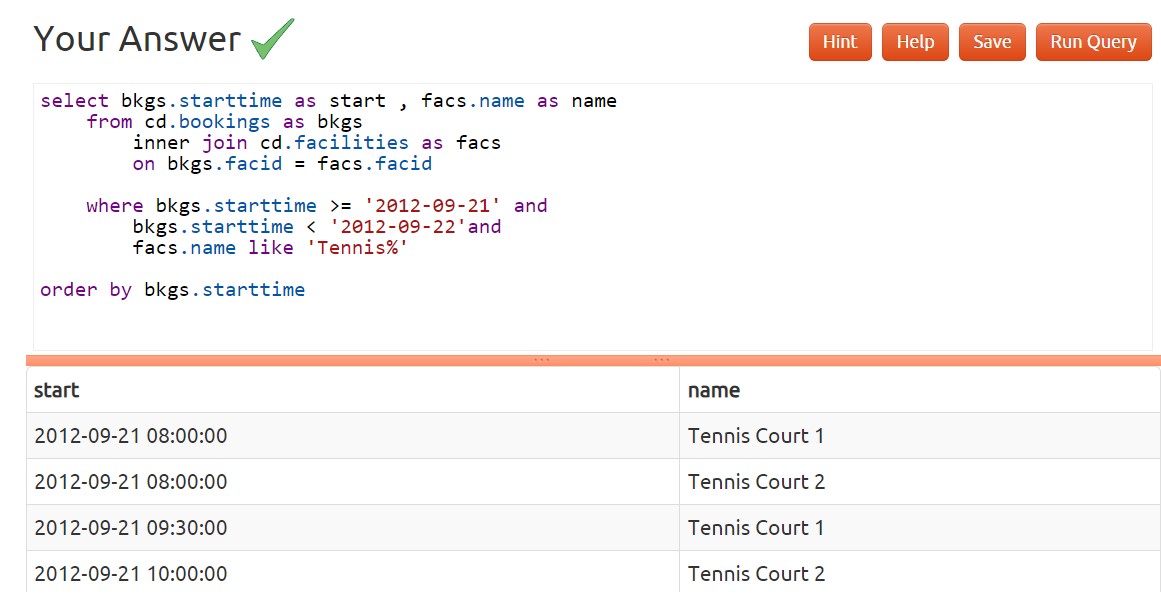 Your Answer
Hint Help Save Run Query
select bkgs.starttime as start , facs.name as name
from cd.bookings as bkgs
inner join cd.facilities as facs
on bkgs.facid = facs.facid
where bkgs.starttime >= '2012-09-21' and
bkgs.starttime < '2012-09-22'and
facs.name like 'Tennis%'
order by bkgs.starttime
start name
2012-09-21 08:00:00 Tennis Court 1
2012-09-21 08:00:00 Tennis Court 2
2012-09-21 09:30:00 Tennis Court 1
2012-09-21 10:00:00 Tennis Court 2